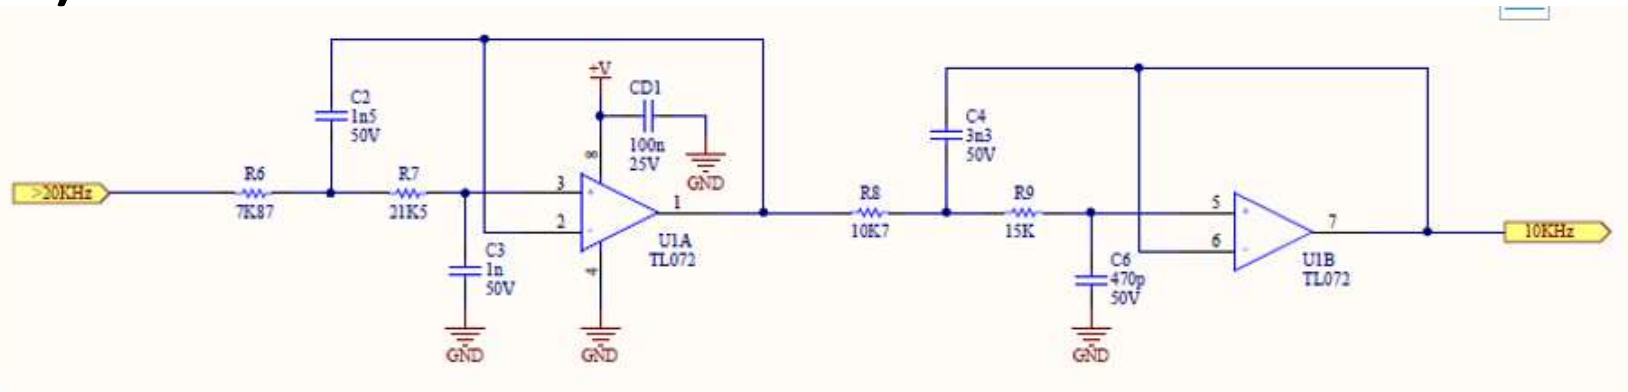 +V
CD1
C2
1n5
50V
C4
3n3
50V
100n
25V
8
GND
>20KHz
R6
7K87
R7
21K5
3
2
1
R8
10K7
R9
15K
5
6
7
10KHz
U1A
TL072
U1B
TL072
C3
1n
50V
4
C6
470p
50V
GND
GND
GND